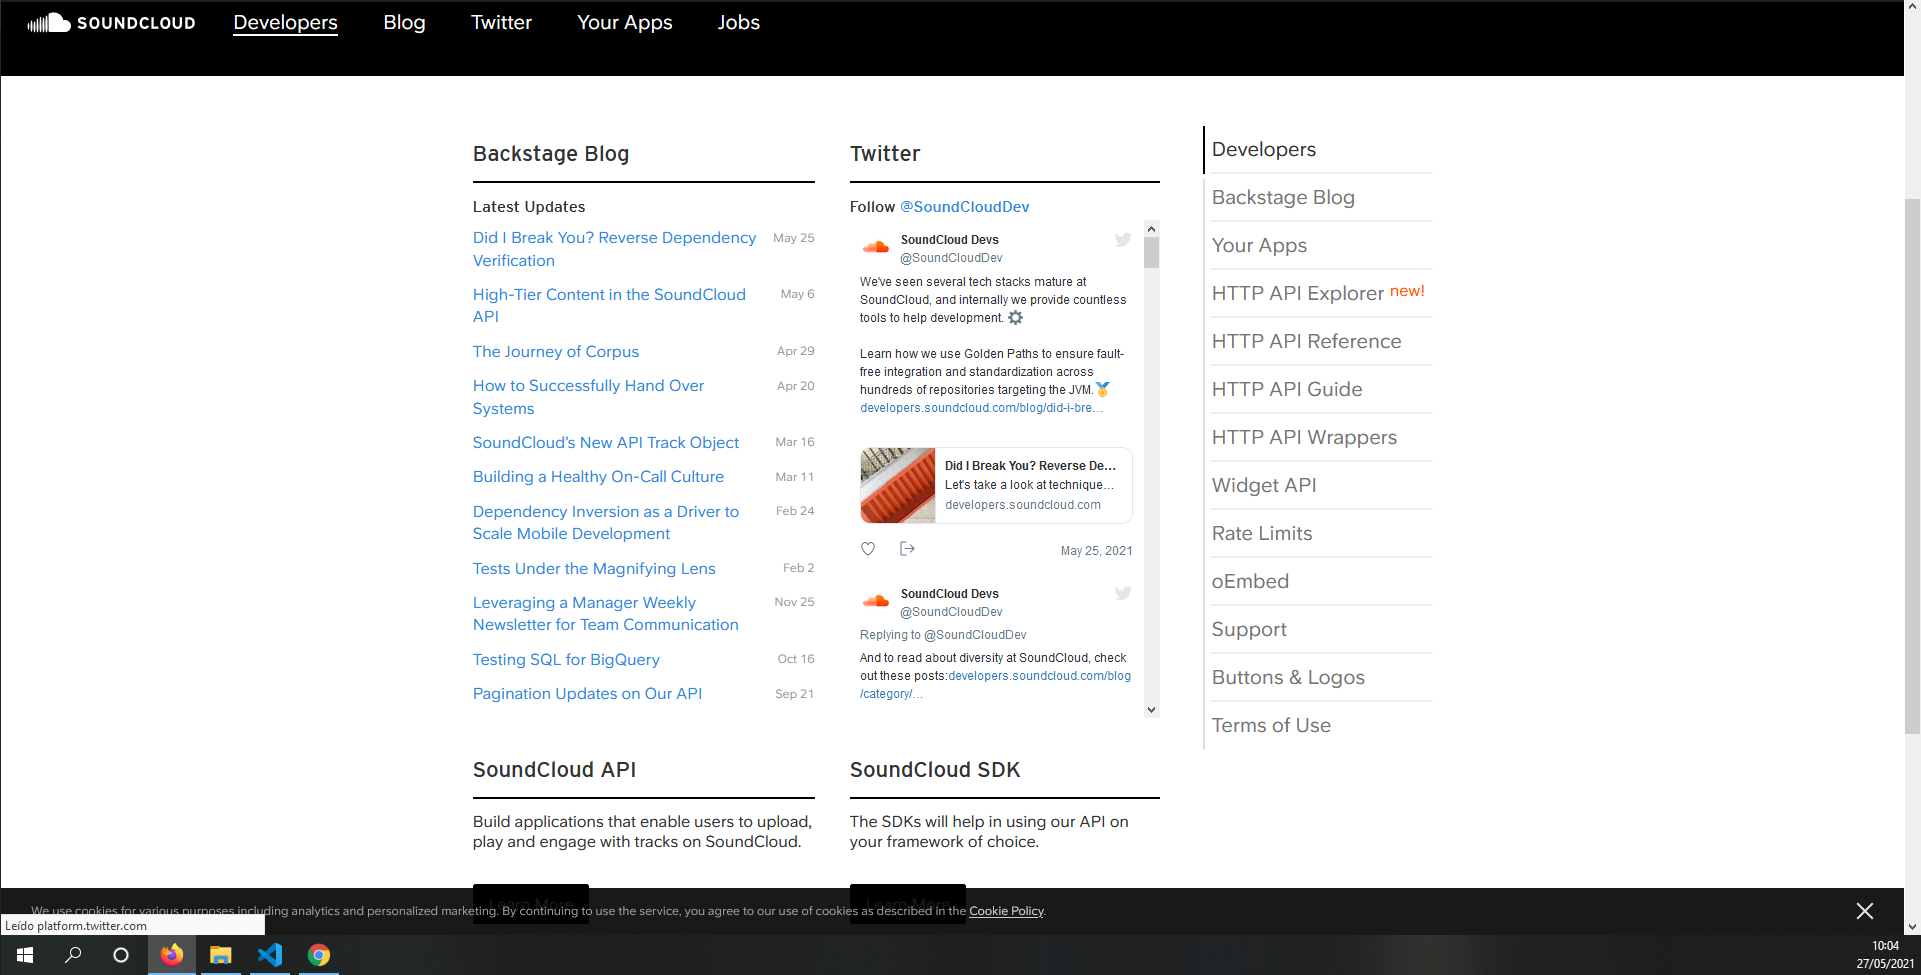 SOUNDCLOUD Developers Blog Twitter Your Apps Jobs
Backstage Blog
Latest Updates
Did I Break You? Reverse Dependency May 25
Verification
High-Tier Content in the SoundCloud May 6
API
The Journey of Corpus Apr 29
How to Successfully Hand Over Apr 20
Systems
SoundCloud’s New API Track Object Mar 16
Building a Healthy On-Call Culture Mar 11
Dependency Inversion as a Driver to Feb 24
Scale Mobile Development
Tests Under the Magnifying Lens Feb 2
Leveraging a Manager Weekly Nov 25
Newsletter for Team Communication
Testing SQL for BigQuery Oct 16
Pagination Updates on Our API Sep 21
Twitter
Follow @SoundCloudDev
SoundCloud Devs
@SoundCloudDev
We've seen several tech stacks mature at
SoundCloud, and internally we provide countless
tools to help development. ⚙️
Learn how we use Golden Paths to ensure fault-
free integration and standardization across
hundreds of repositories targeting the JVM.🏅
developers.soundcloud.com/blog/did-i-bre…
Did I Break You? Reverse De…
Let's take a look at technique…
developers.soundcloud.com
May 25, 2021
SoundCloud Devs
@SoundCloudDev
Replying to @SoundCloudDev
And to read about diversity at SoundCloud, check
out these posts:developers.soundcloud.com/blog
/category/…
Developers
Backstage Blog
Your Apps
HTTP API Explorer new!
HTTP API Reference
HTTP API Guide
HTTP API Wrappers
Widget API
Rate Limits
oEmbed
Support
Buttons & Logos
Terms of Use
SoundCloud API
Build applications that enable users to upload,
play and engage with tracks on SoundCloud.
Learn More
SoundCloud SDK
The SDKs will help in using our API on
your framework of choice.
Learn More
We use cookies for various purposes including analytics and personalized marketing. By continuing to use the service, you agree to our use of cookies as described in the Cookie Policy.
Leído platform.twitter.com
10:04
27/05/2021